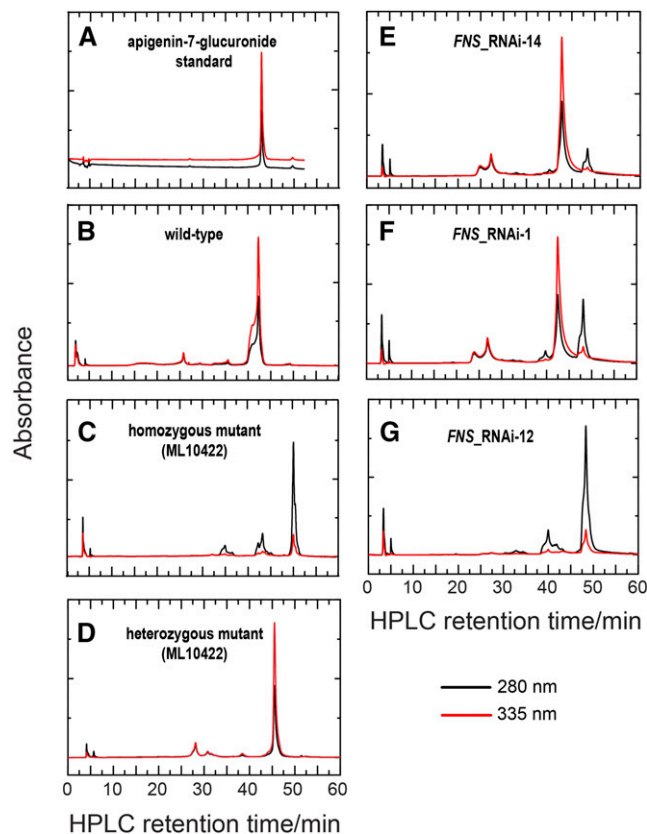 A
apigenin-7-glucuronide
standard
B
wild-type
C
homozygous mutant
(ML10422)
D
heterozygous mutant
(ML10422)
0 10 20 30 40 50 60
HPLC retention time/min
Absorbance
E
FNS_RNAi-14
F
FNS_RNAi-1
G
FNS_RNAi-12
0 10 20 30 40 50 60
HPLC retention time/min
280 nm
335 nm